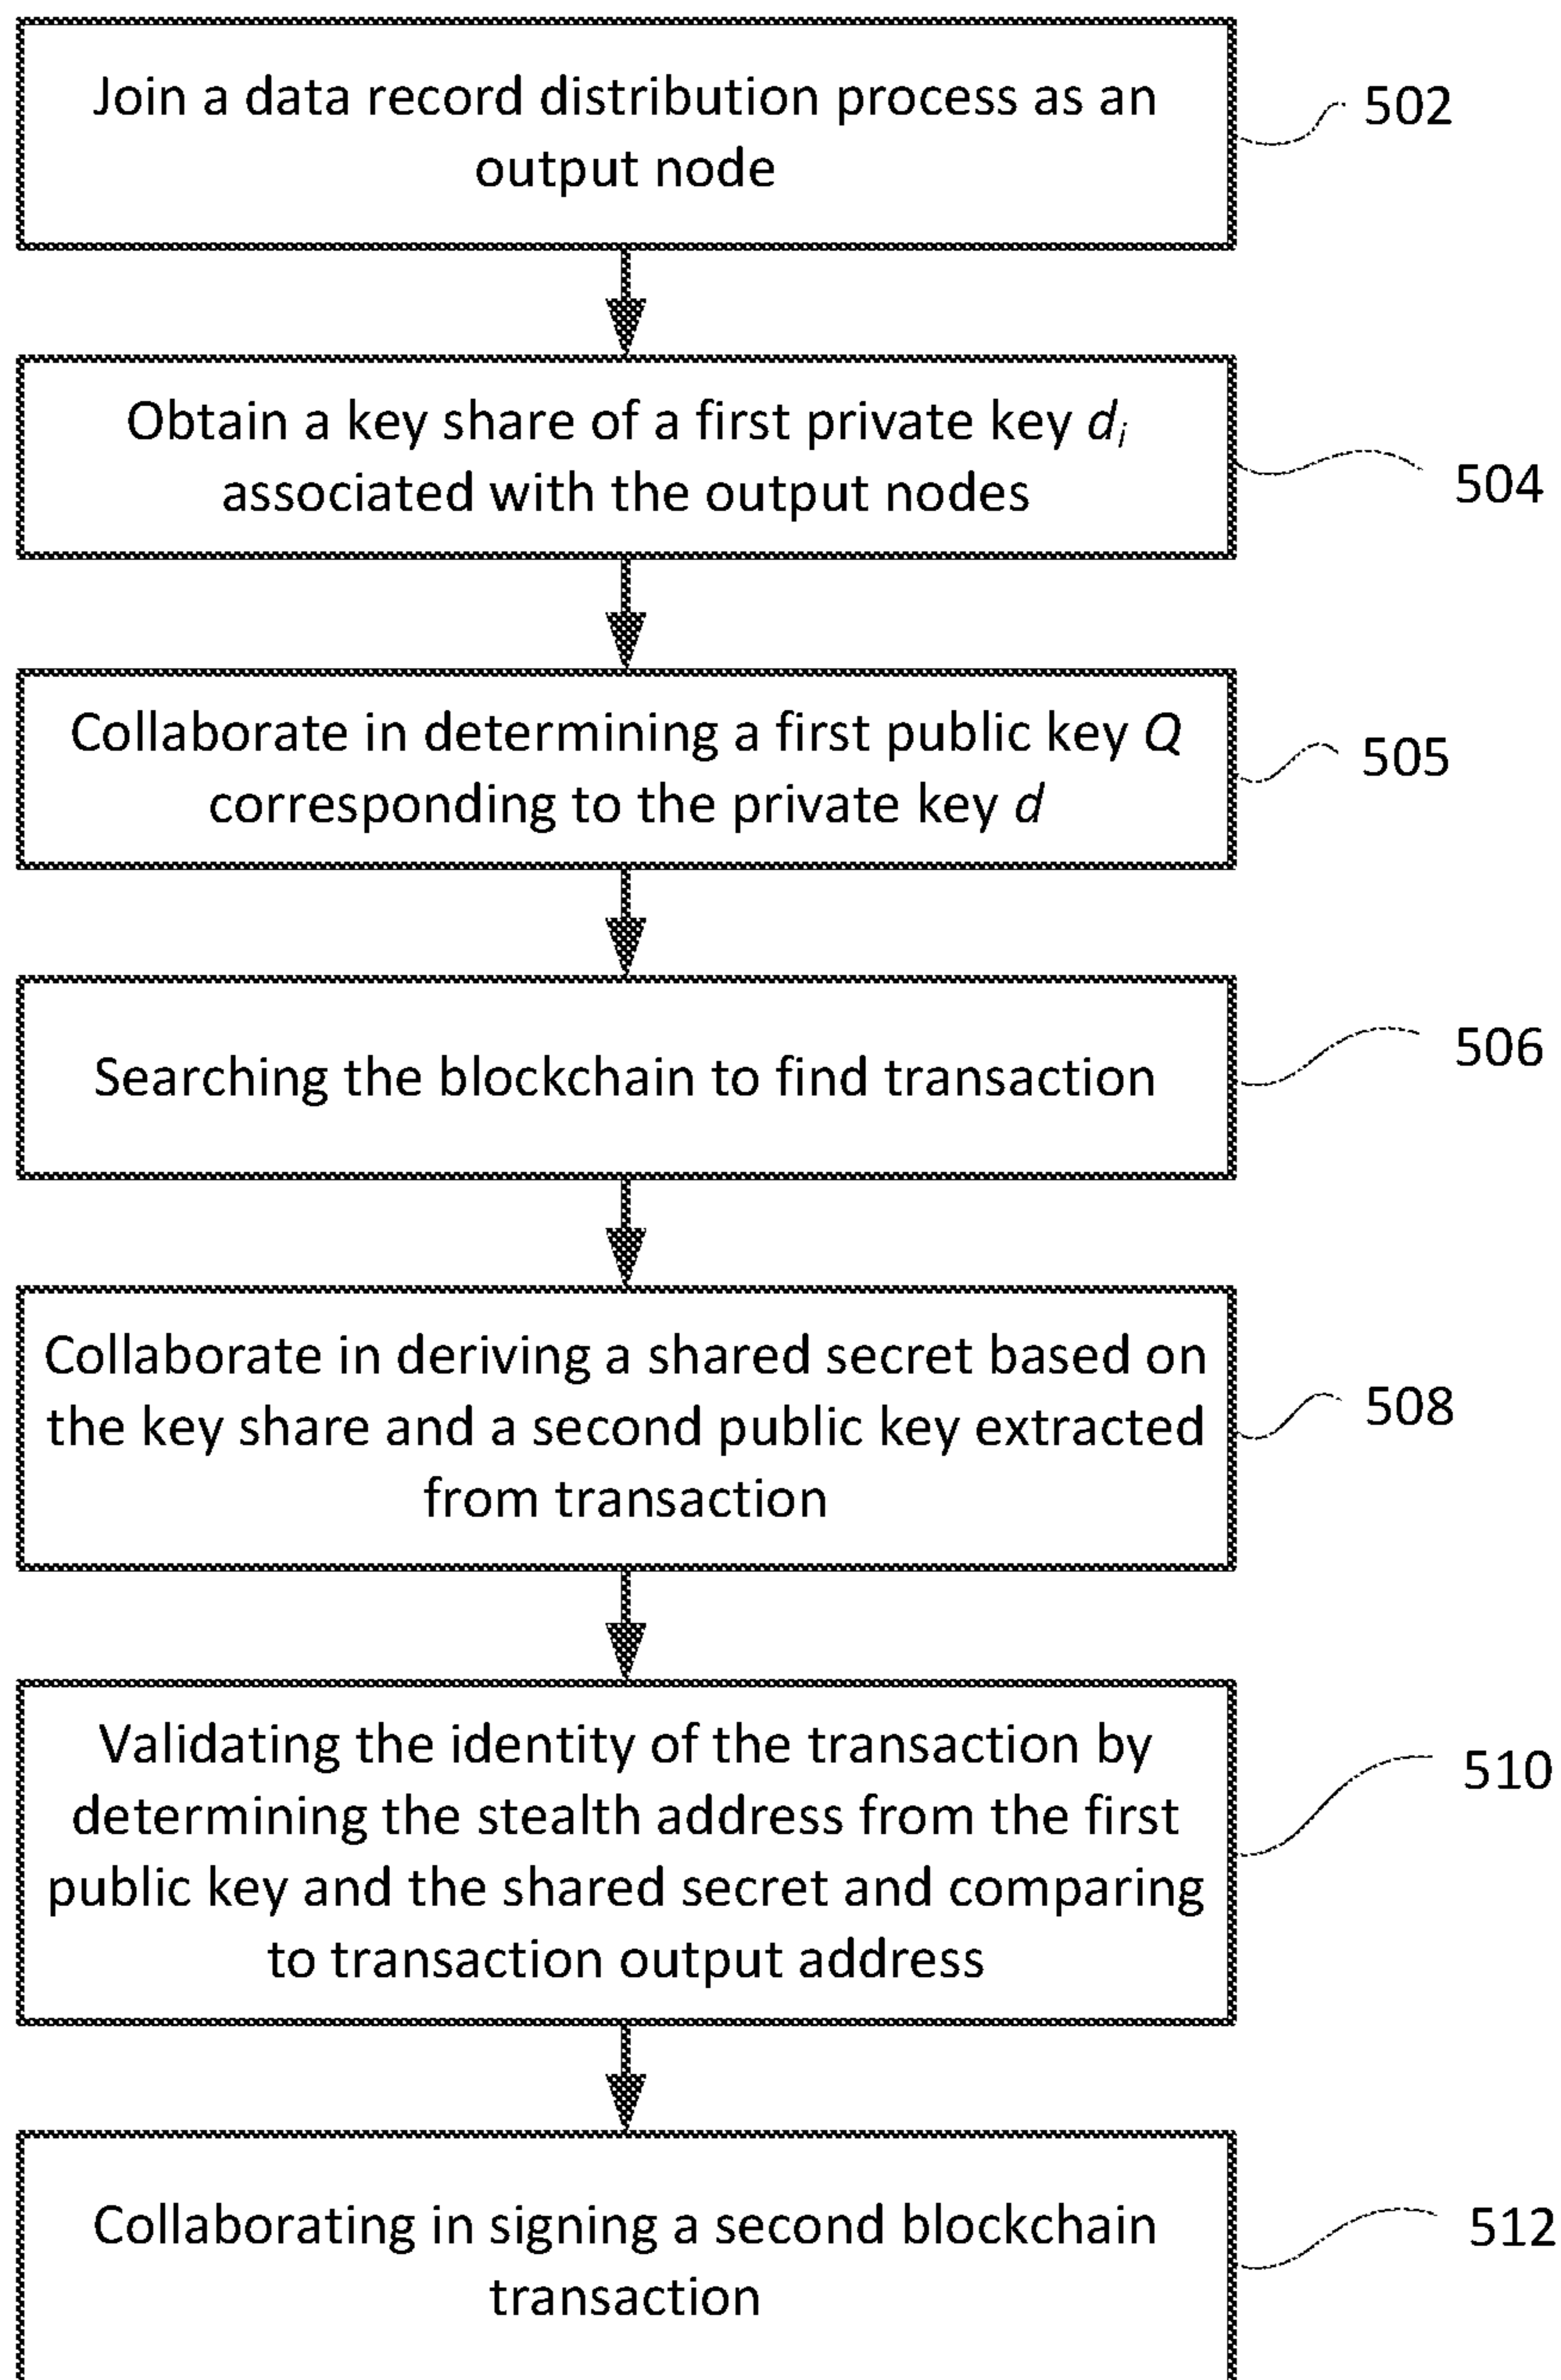 Join a data record distribution process as an
output node
502
Obtain a key share of a first private key di
associated with the output nodes
504
Collaborate in determining a first public key Q
corresponding to the private key d
505
Searching the blockchain to find transaction
506
Collaborate in deriving a shared secret based on
the key share and a second public key extracted
from transaction
508
Validating the identity of the transaction by
determining the stealth address from the first
public key and the shared secret and comparing
to transaction output address
510
Collaborating in signing a second blockchain
transaction
512